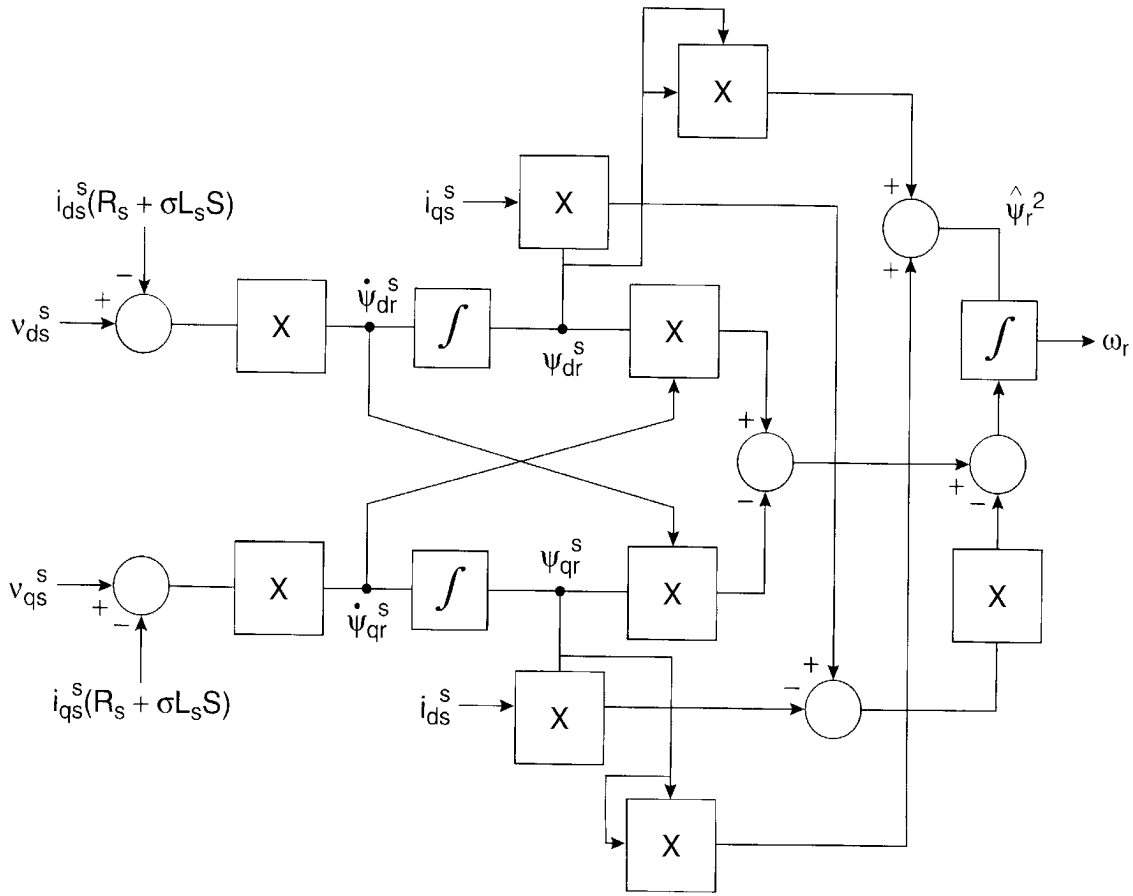 X
X
i_qs^s
i_ds^s(R_s + σL_sS)
−
+
v_ds^s
X
ψ̇_dr^s
∫
ψ_dr^s
X
+
+
ψ̂_r^2
∫
ω_r
+
−
+
−
v_qs^s
+
−
X
ψ̇_qr^s
∫
ψ_qr^s
X
X
i_qs^s(R_s + σL_sS)
i_ds^s
X
−
+
X